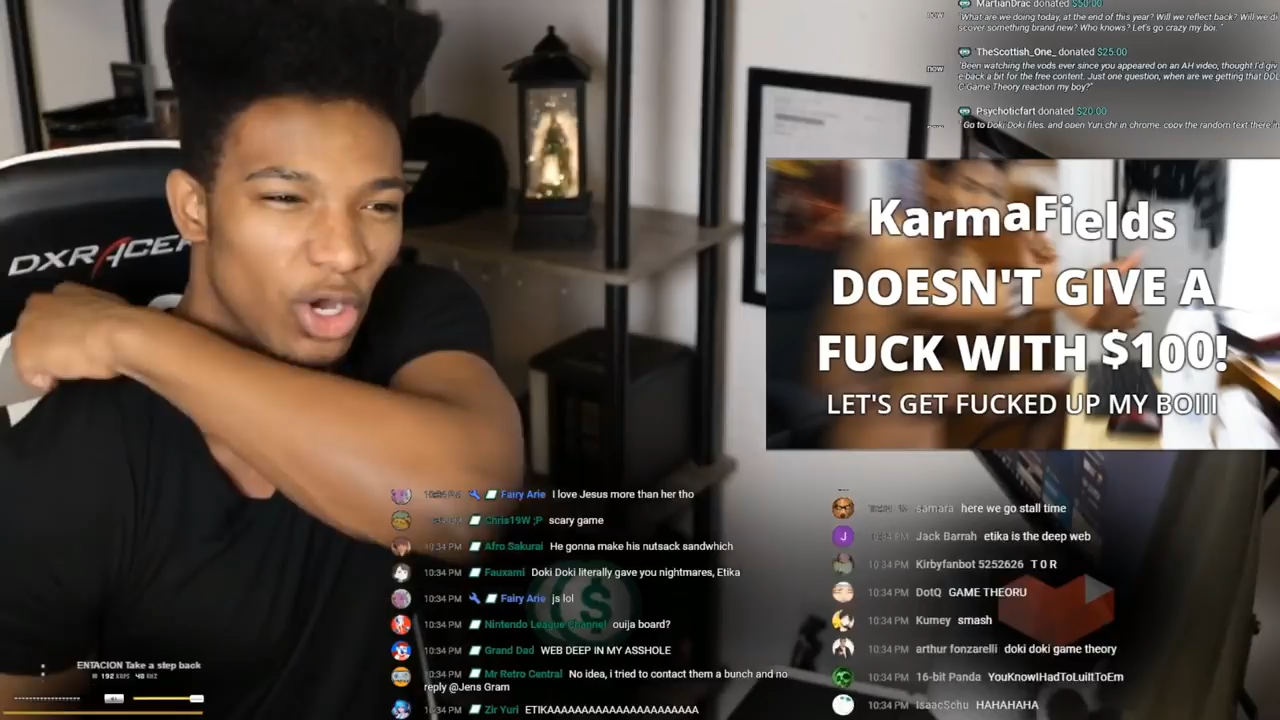 MartianDrac donated $50.00
now
"What are we doing today, at the end of this year? Will we reflect back? Will we di
scover something brand new? Who knows? Let's go crazy my boi. "
TheScottish_One_ donated $25.00
now
"Been watching the vods ever since you appeared on an AH video, thought I'd giv
e back a bit for the free content. Just one question, when are we getting that DDL
C Game Theory reaction my boy?"
Psychoticfart donated $20.00
" Go to Doki Doki files, and open Yuri.chr in chrome, copy the random text there
DXRACER
KarmaFields
DOESN'T GIVE A
FUCK WITH $100!
LET'S GET FUCKED UP MY BOIII
Fairy Arie I love Jesus more than her tho
Chris19W ;P scary game
10:34 PM Afro Sakurai He gonna make his nutsack sandwhich
10:34 PM Fauxami Doki Doki literally gave you nightmares, Etika
10:34 PM Fairy Arie js lol
10:34 PM Nintendo League Channel ouija board?
10:34 PM Grand Dad WEB DEEP IN MY ASSHOLE
10:34 PM Mr Retro Central No idea, i tried to contact them a bunch and no
reply @Jens Gram
10:34 PM Zir Yuri ETIKAAAAAAAAAAAAAAAAAAAAAAA
samara here we go stall time
10:34 PM Jack Barrah etika is the deep web
10:34 PM Kirbyfanbot 5252626 T 0 R
10:34 PM DotQ GAME THEORU
10:34 PM Kumey smash
10:34 PM arthur fonzarelli doki doki game theory
10:34 PM 16-bit Panda YouKnowIHadToLuiItToEm
10:34 PM IsaacSchu HAHAHAHA
ENTACION Take a step back
192 KBPS 48 KHZ
$